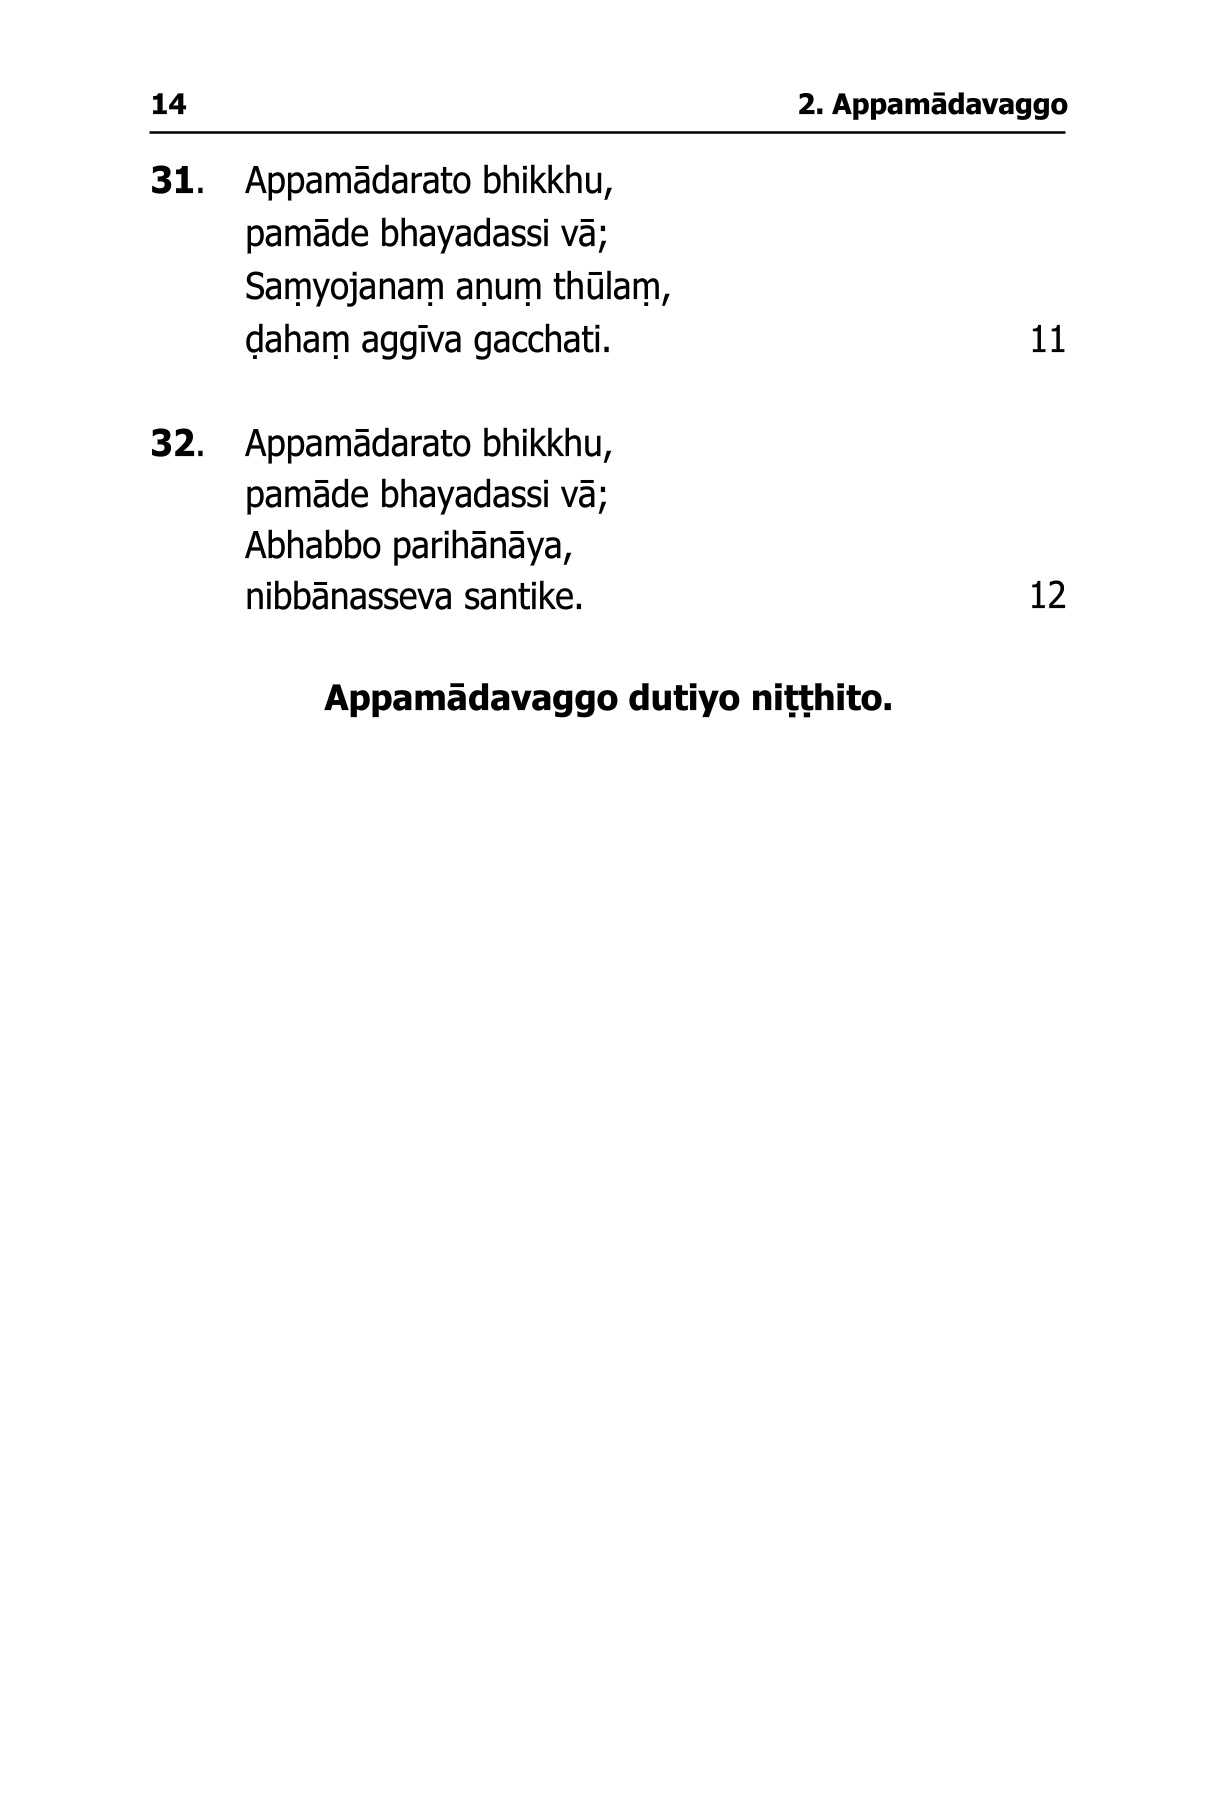 14 2. Appamādavaggo
31. Appamādarato bhikkhu,
pamāde bhayadassi vā;
Saṃyojanaṃ aṇuṃ thūlaṃ,
ḍahaṃ aggīva gacchati. 11
32. Appamādarato bhikkhu,
pamāde bhayadassi vā;
Abhabbo parihānāya,
nibbānasseva santike. 12
Appamādavaggo dutiyo niṭṭhito.